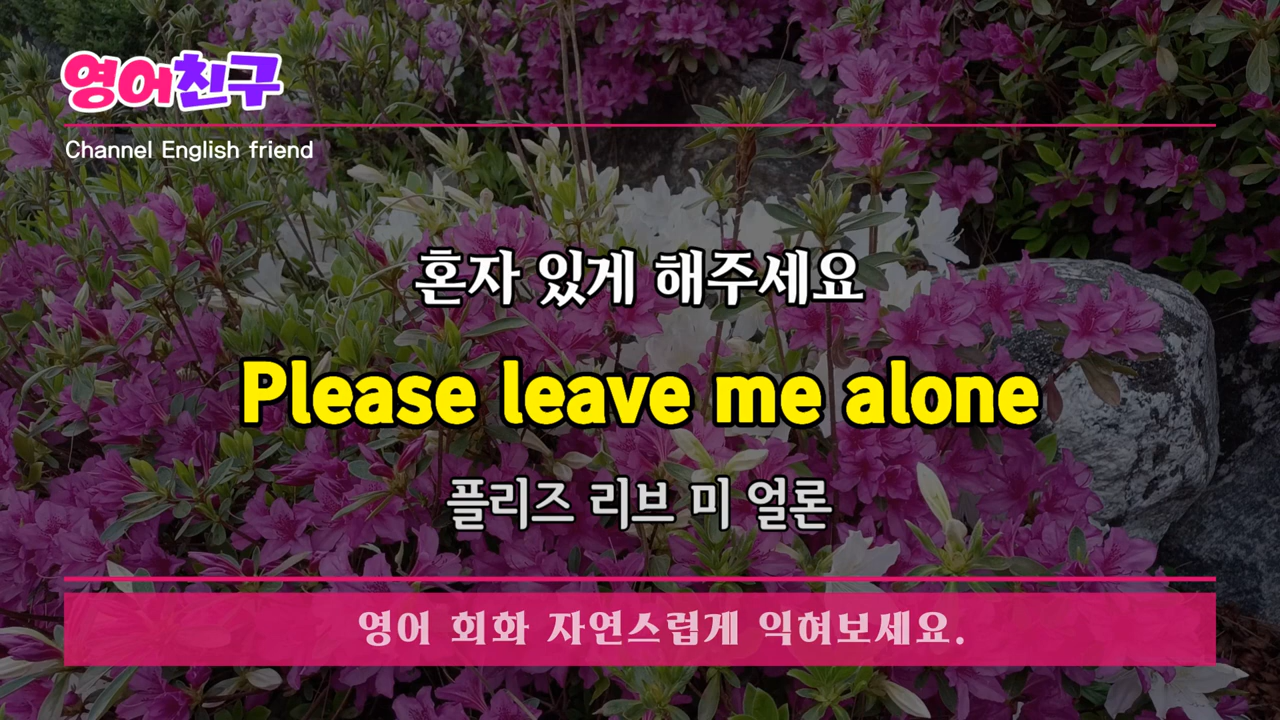 영어친구
Channel English friend
혼자 있게 해주세요
Please leave me alone
플리즈 리브 미 얼론
영어 회화 자연스럽게 익혀보세요.